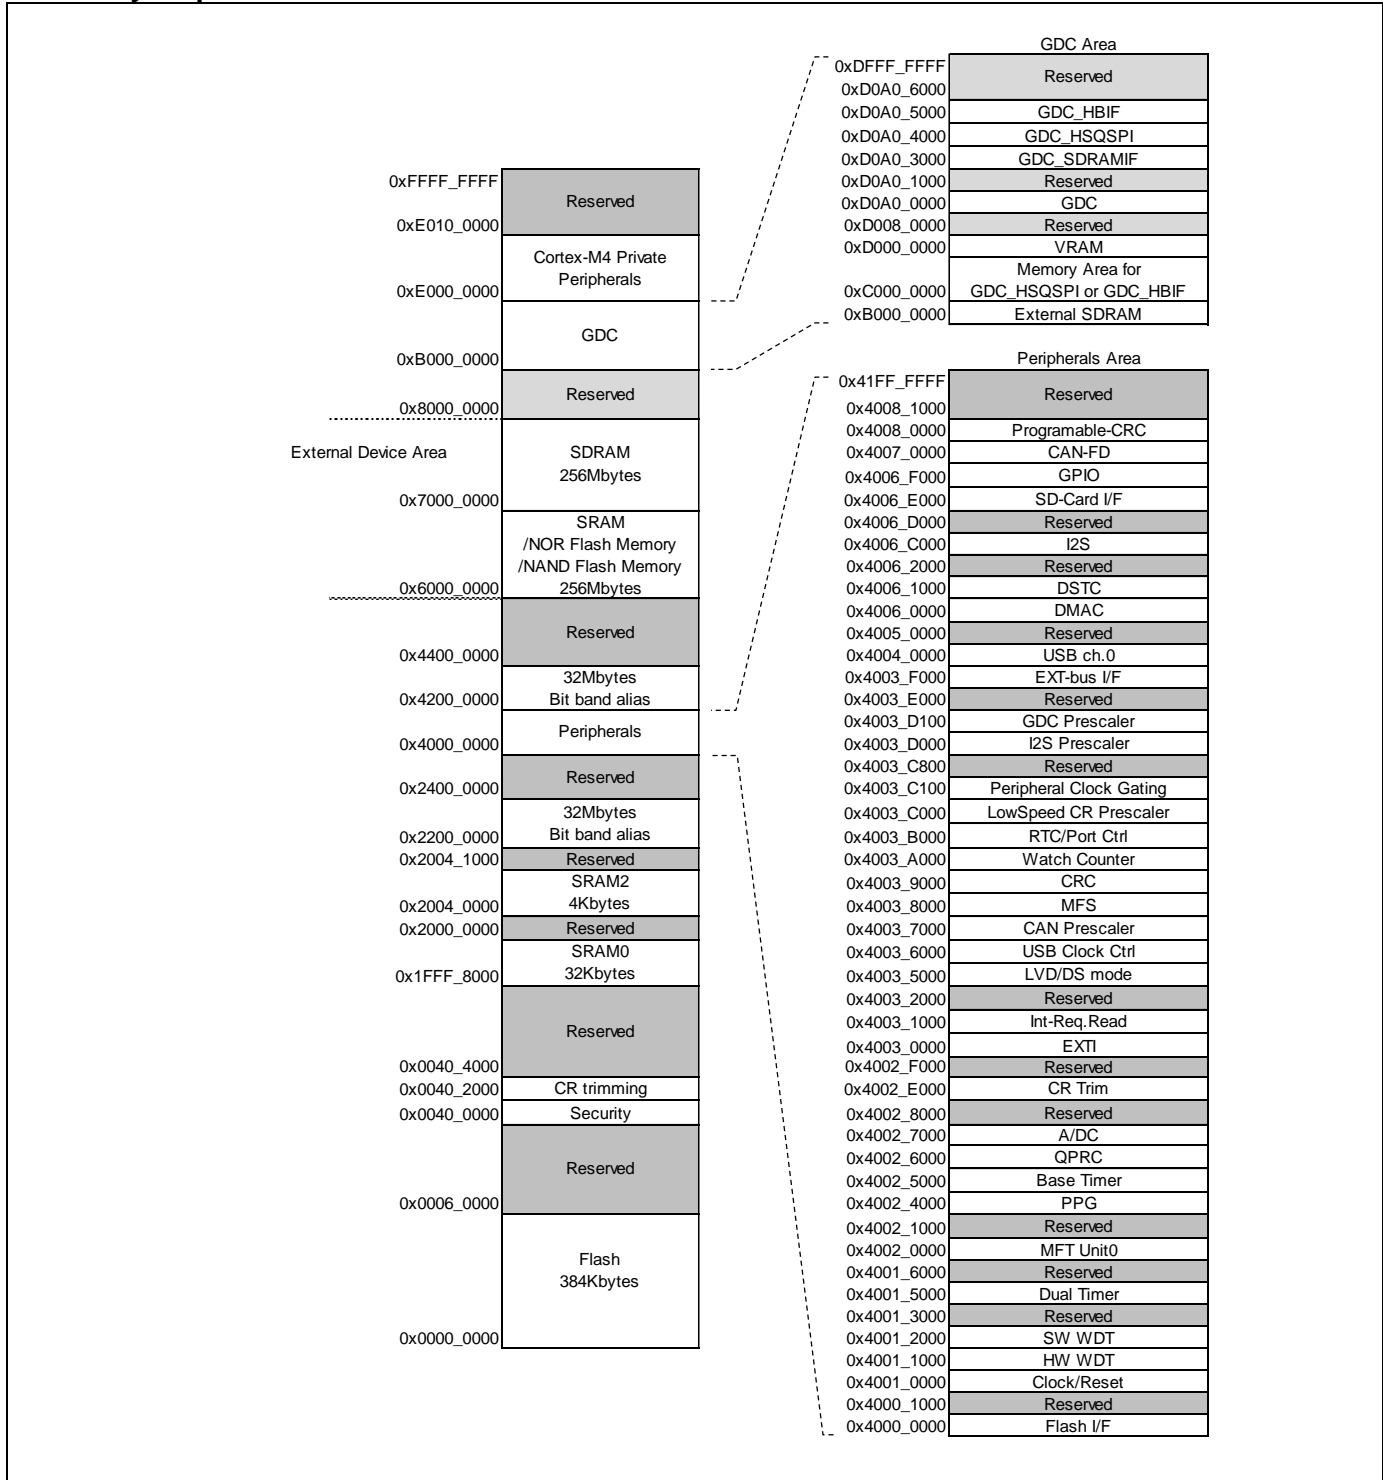 GDC Area
0xDFFF_FFFF
Reserved
0xD0A0_6000
0xD0A0_5000 GDC_HBIF
0xD0A0_4000 GDC_HSQSPI
0xD0A0_3000 GDC_SDRAMIF
0xD0A0_1000 Reserved
0xD0A0_0000 GDC
0xD008_0000 Reserved
0xD000_0000 VRAM
Memory Area for
0xC000_0000 GDC_HSQSPI or GDC_HBIF
0xB000_0000 External SDRAM
0xFFFF_FFFF
Reserved
0xE010_0000
Cortex-M4 Private
Peripherals
0xE000_0000
GDC
0xB000_0000
Reserved
0x8000_0000
External Device Area
SDRAM
256Mbytes
0x7000_0000
SRAM
/NOR Flash Memory
/NAND Flash Memory
0x6000_0000 256Mbytes
Reserved
0x4400_0000
32Mbytes
0x4200_0000 Bit band alias
Peripherals
0x4000_0000
Reserved
0x2400_0000
32Mbytes
0x2200_0000 Bit band alias
0x2004_1000 Reserved
SRAM2
0x2004_0000 4Kbytes
0x2000_0000 Reserved
SRAM0
0x1FFF_8000 32Kbytes
Reserved
0x0040_4000
0x0040_2000 CR trimming
0x0040_0000 Security
Reserved
0x0006_0000
Flash
384Kbytes
0x0000_0000
Peripherals Area
0x41FF_FFFF
Reserved
0x4008_1000
0x4008_0000 Programable-CRC
0x4007_0000 CAN-FD
0x4006_F000 GPIO
0x4006_E000 SD-Card I/F
0x4006_D000 Reserved
0x4006_C000 I2S
0x4006_2000 Reserved
0x4006_1000 DSTC
0x4006_0000 DMAC
0x4005_0000 Reserved
0x4004_0000 USB ch.0
0x4003_F000 EXT-bus I/F
0x4003_E000 Reserved
0x4003_D100 GDC Prescaler
0x4003_D000 I2S Prescaler
0x4003_C800 Reserved
0x4003_C100 Peripheral Clock Gating
0x4003_C000 LowSpeed CR Prescaler
0x4003_B000 RTC/Port Ctrl
0x4003_A000 Watch Counter
0x4003_9000 CRC
0x4003_8000 MFS
0x4003_7000 CAN Prescaler
0x4003_6000 USB Clock Ctrl
0x4003_5000 LVD/DS mode
0x4003_2000 Reserved
0x4003_1000 Int-Req.Read
0x4003_0000 EXTI
0x4002_F000 Reserved
0x4002_E000 CR Trim
0x4002_8000 Reserved
0x4002_7000 A/DC
0x4002_6000 QPRC
0x4002_5000 Base Timer
0x4002_4000 PPG
0x4002_1000 Reserved
0x4002_0000 MFT Unit0
0x4001_6000 Reserved
0x4001_5000 Dual Timer
0x4001_3000 Reserved
0x4001_2000 SW WDT
0x4001_1000 HW WDT
0x4001_0000 Clock/Reset
0x4000_1000 Reserved
0x4000_0000 Flash I/F